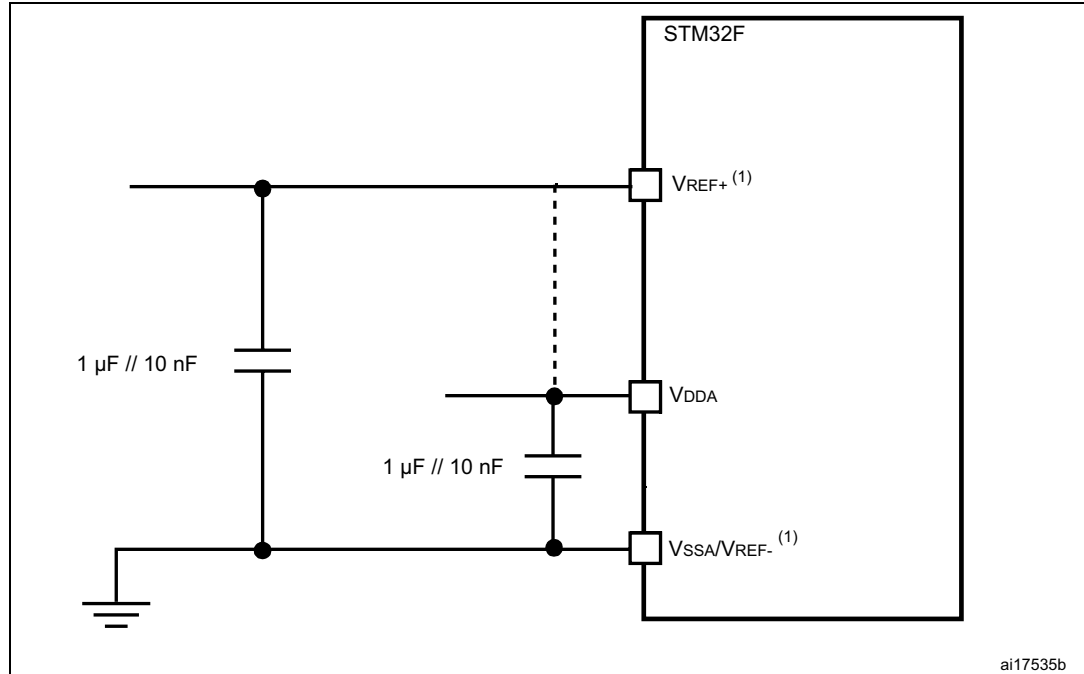 STM32F
VREF+ (1)
1 µF // 10 nF
VDDA
1 µF // 10 nF
VSSA/VREF- (1)
ai17535b